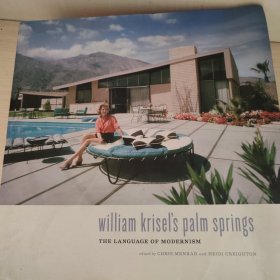 william krisel's palm springs
THE LANGUAGE OF MODERNISM
edited by CHRIS MENRAD and HEIDI CREIGHTON